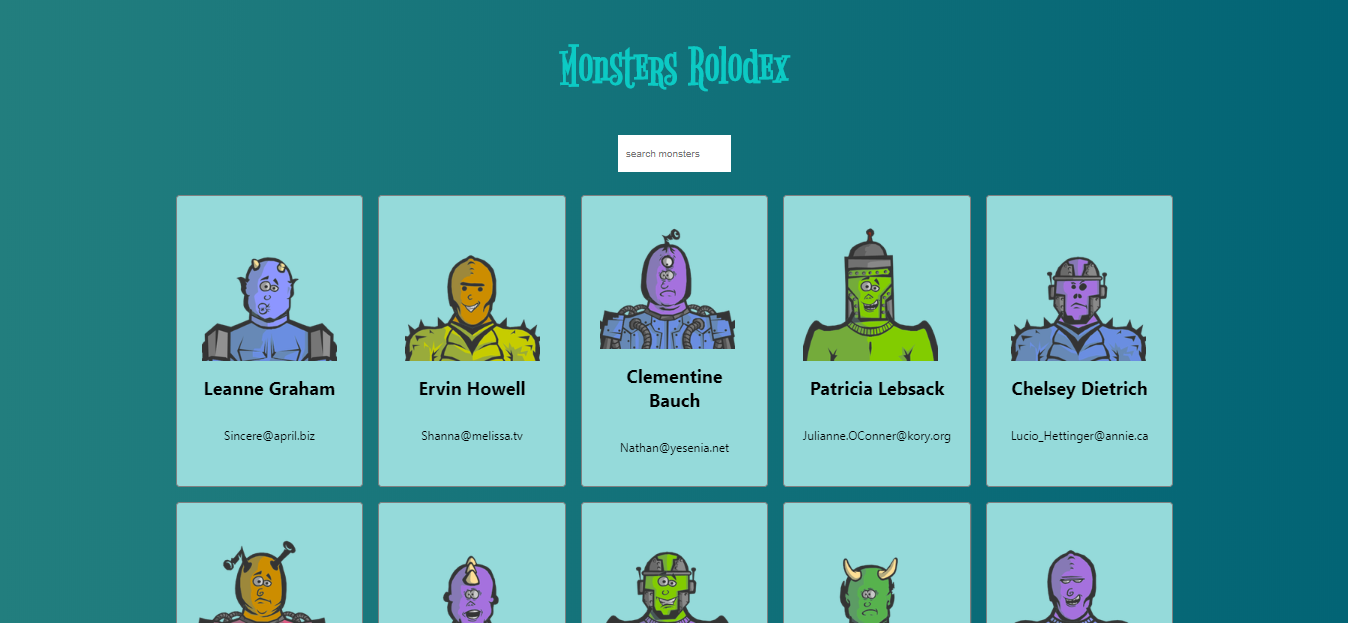 Monsters Rolodex
search monsters
Leanne Graham
Sincere@april.biz
Ervin Howell
Shanna@melissa.tv
Clementine
Bauch
Nathan@yesenia.net
Patricia Lebsack
Julianne.OConner@kory.org
Chelsey Dietrich
Lucio_Hettinger@annie.ca